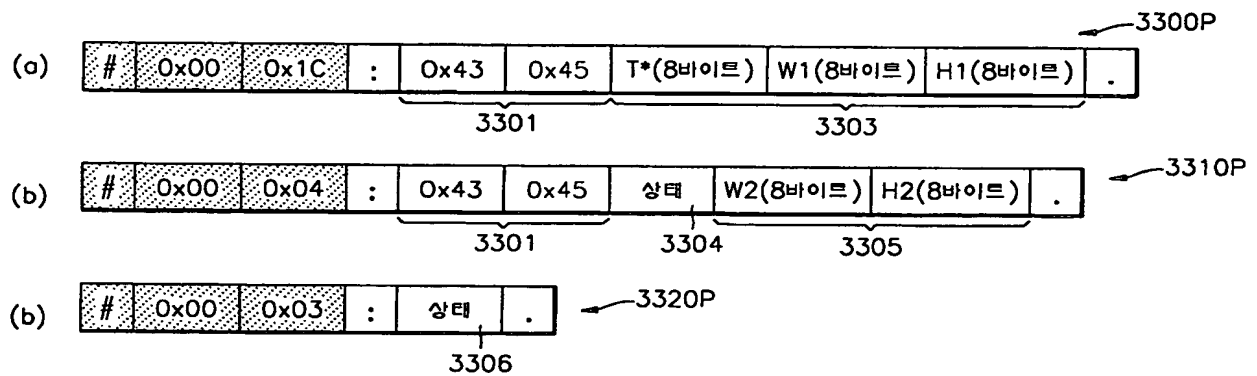 3300P
(a) # 0x00 0x1C : 0x43 0x45 T*(8바이트) W1(8바이트) H1(8바이트) .
3301 3303
(b) # 0x00 0x04 : 0x43 0x45 상태 W2(8바이트) H2(8바이트) . 3310P
3301 3304 3305
(b) # 0x00 0x03 : 상태 . 3320P
3306